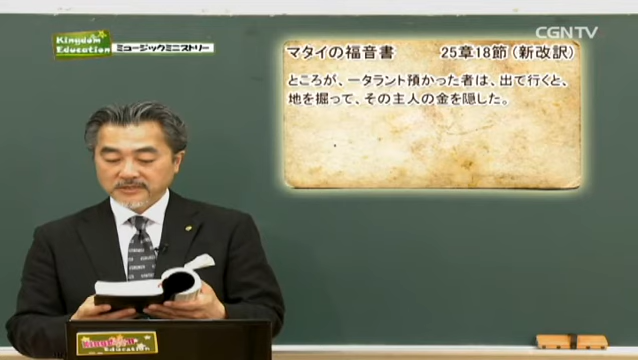 Kingdom
Education
ミュージックミニストリー
CGNTV
マタイの福音書 25章18節（新改訳）
ところが、一タラント預かった者は、出て行くと、
地を掘って、その主人の金を隠した。
Kingdom
Education